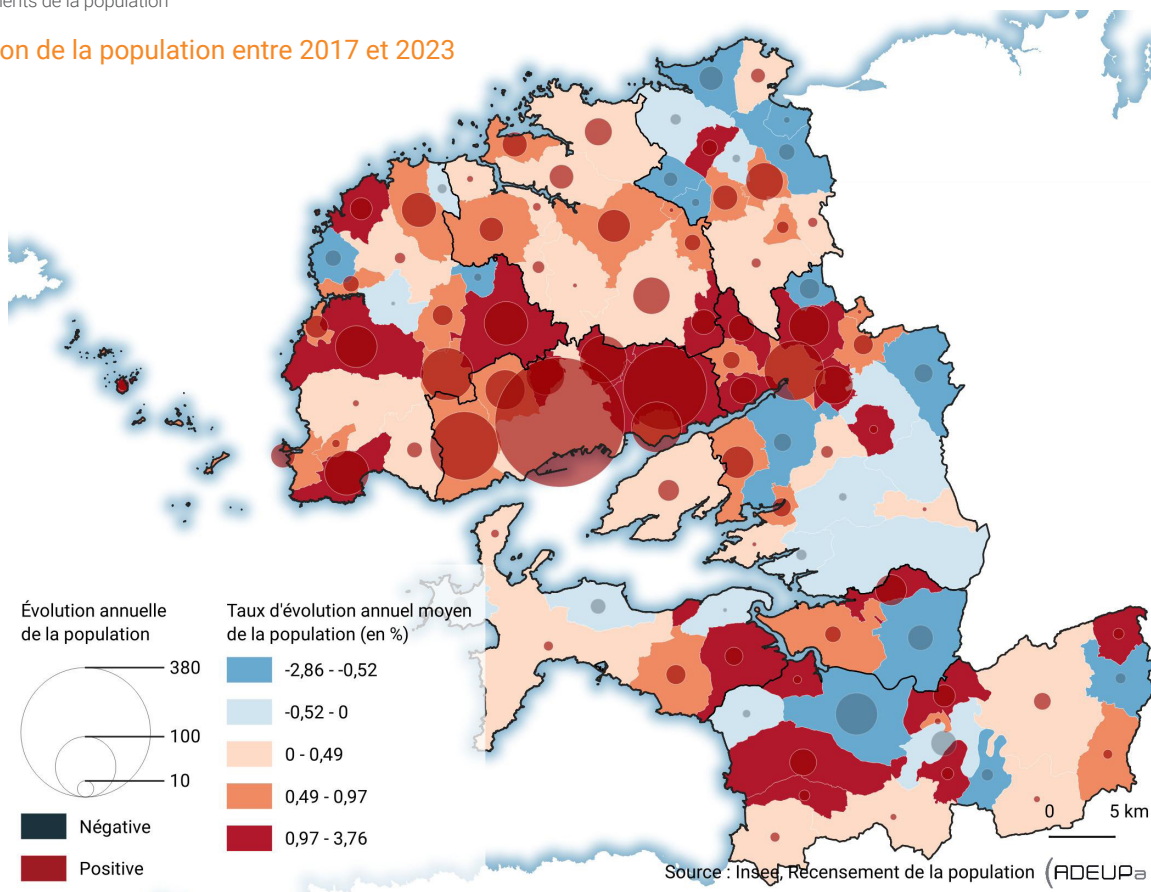 de la population
on de la population entre 2017 et 2023
Évolution annuelle
de la population
380
100
10
Négative
Positive
Taux d'évolution annuel moyen
de la population (en %)
-2,86 - -0,52
-0,52 - 0
0 - 0,49
0,49 - 0,97
0,97 - 3,76
0 5 km
Source : Insee, Recensement de la population ADEUPa